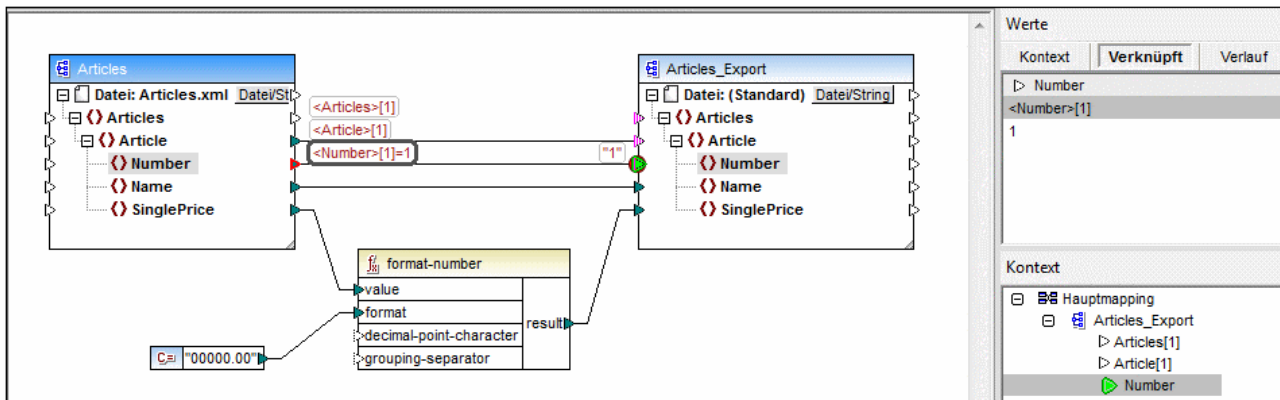 Articles
Datei: Articles.xml Datei/St
Articles
Article
Number
Name
SinglePrice
<Articles>[1]
<Article>[1]
<Number>[1]=1
"1"
Articles_Export
Datei: (Standard) Datei/String
Articles
Article
Number
Name
SinglePrice
format-number
value
format
decimal-point-character
grouping-separator
result
"00000.00"
Werte
Kontext Verknüpft Verlauf
Number
<Number>[1]
1
Kontext
Hauptmapping
Articles_Export
Articles[1]
Article[1]
Number